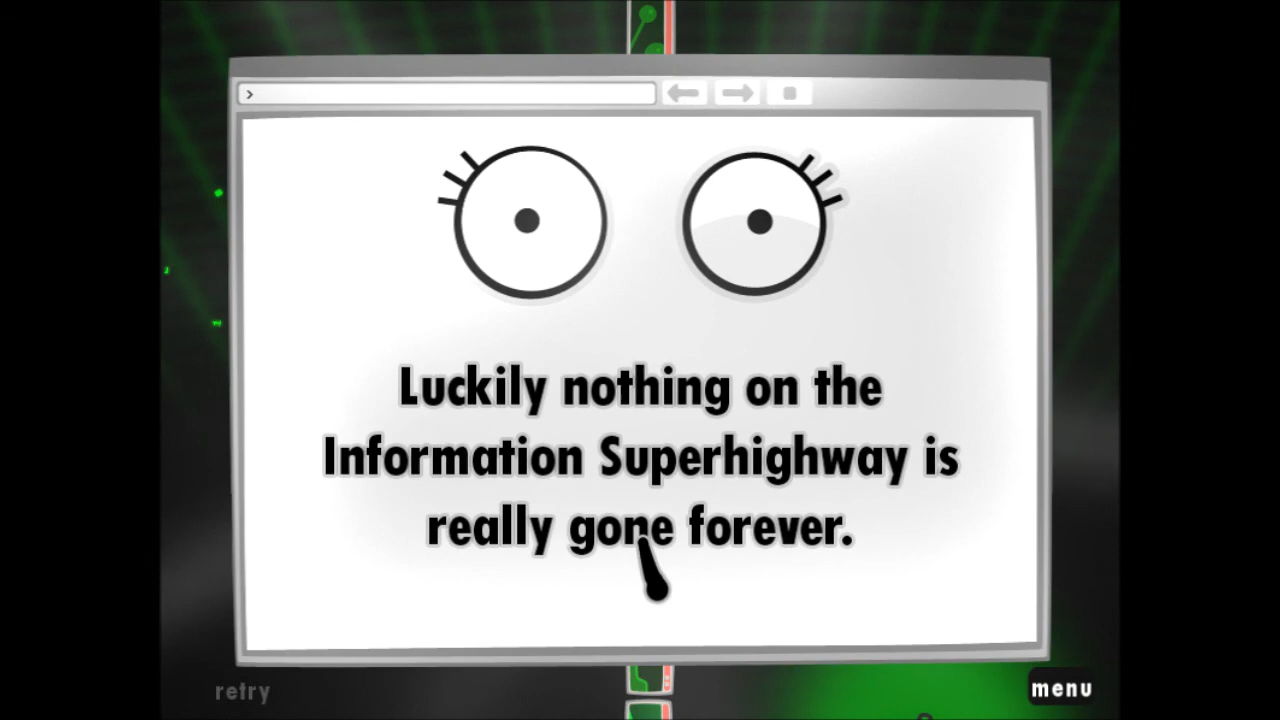 >
Luckily nothing on the
Information Superhighway is
really gone forever.
retry
menu